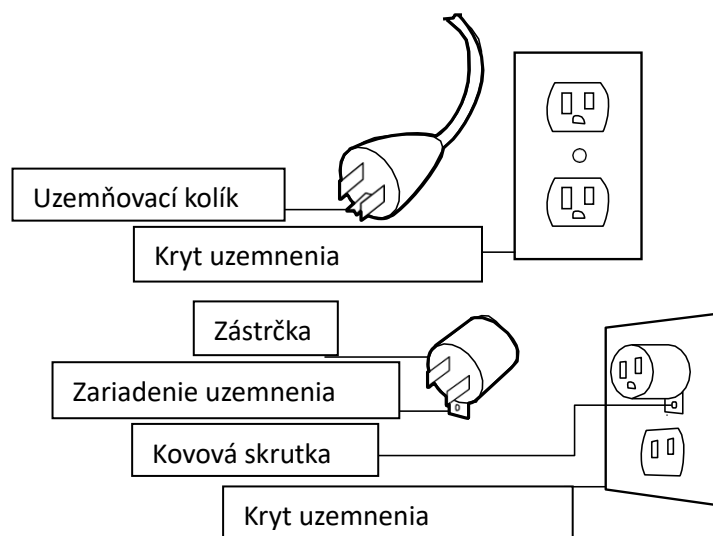 Uzemňovací kolík
Kryt uzemnenia
Zástrčka
Zariadenie uzemnenia
Kovová skrutka
Kryt uzemnenia